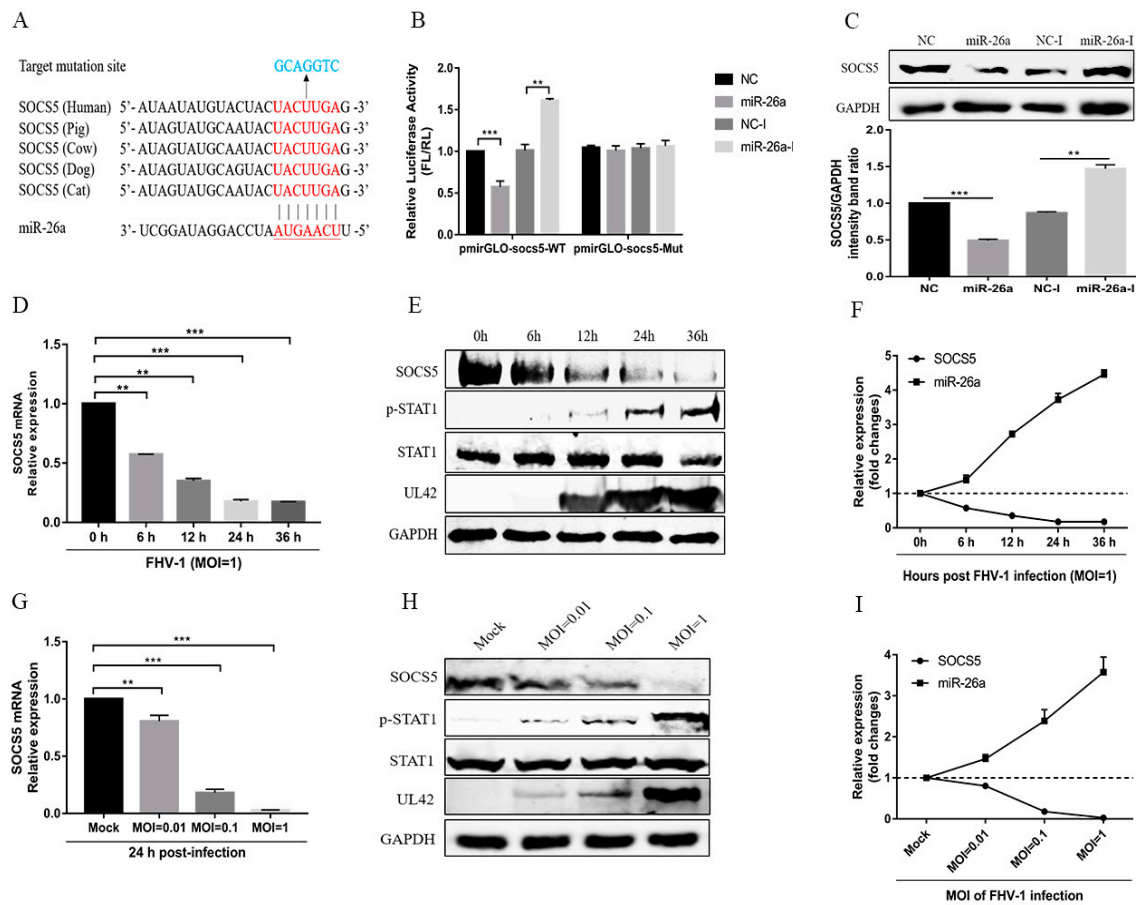 A
Target mutation site GCAGGTC
SOCS5 (Human) 5’- AUAAUAUGUACUACUACUUGAG -3’
SOCS5 (Pig) 5’- AUAGUAUGCAAUACUACUUGAG -3’
SOCS5 (Cow) 5’- AUAGUAUGCAAUACUACUUGAG -3’
SOCS5 (Dog) 5’- AUAGUAUGCAGUACUACUUGAG -3’
SOCS5 (Cat) 5’- AUAGUAUGCAAUACUACUUGAG -3’
miR-26a 3’- UCGGAUAGGACCUAAUGAACUU -5’
B
Relative Luciferase Activity
(FL/RL)
2.0
1.5
1.0
0.5
0.0
***
**
pmirGLO-socs5-WT pmirGLO-socs5-Mut
NC
miR-26a
NC-I
miR-26a-I
C
NC miR-26a NC-I miR-26a-I
SOCS5
GAPDH
SOCS5/GAPDH
intensity band ratio
2.0
1.5
1.0
0.5
0.0
***
**
NC miR-26a NC-I miR-26a-I
D
SOCS5 mRNA
Relative expression
1.5
1.0
0.5
0.0
***
***
**
**
0 h 6 h 12 h 24 h 36 h
FHV-1 (MOI=1)
E
0h 6h 12h 24h 36h
SOCS5
p-STAT1
STAT1
UL42
GAPDH
F
Relative expression
(fold changes)
5
4
3
2
1
0
SOCS5
miR-26a
0h 6 h 12 h 24 h 36 h
Hours post FHV-1 infection (MOI=1)
G
SOCS5 mRNA
Relative expression
1.5
1.0
0.5
0.0
***
***
**
Mock MOI=0.01 MOI=0.1 MOI=1
24 h post-infection
H
Mock MOI=0.01 MOI=0.1 MOI=1
SOCS5
p-STAT1
STAT1
UL42
GAPDH
I
Relative expression
(fold changes)
4
3
2
1
0
SOCS5
miR-26a
Mock MOI=0.01 MOI=0.1 MOI=1
MOI of FHV-1 infection